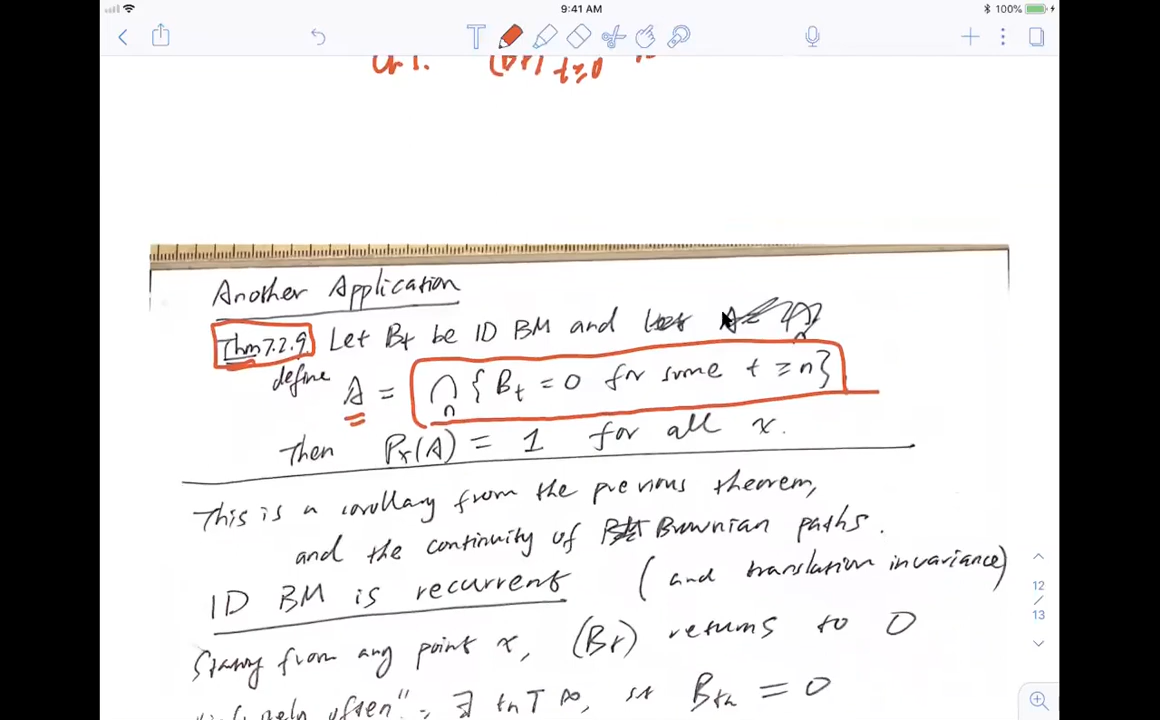 9:41 AM
100%
T
Another Application
Thm 7.2.9 Let Bt be 1D BM and
define A = ∩n { Bt = 0 for some t ≥ n}
Then Px(A) = 1 for all x.
This is a corollary from the previous theorem,
and the continuity of Brownian paths.
(and translation invariance)
1D BM is recurrent
from any point x, (Bt) returns to 0
often" = ∃ tn ↑ ∞, st Btn = 0
12
/
13